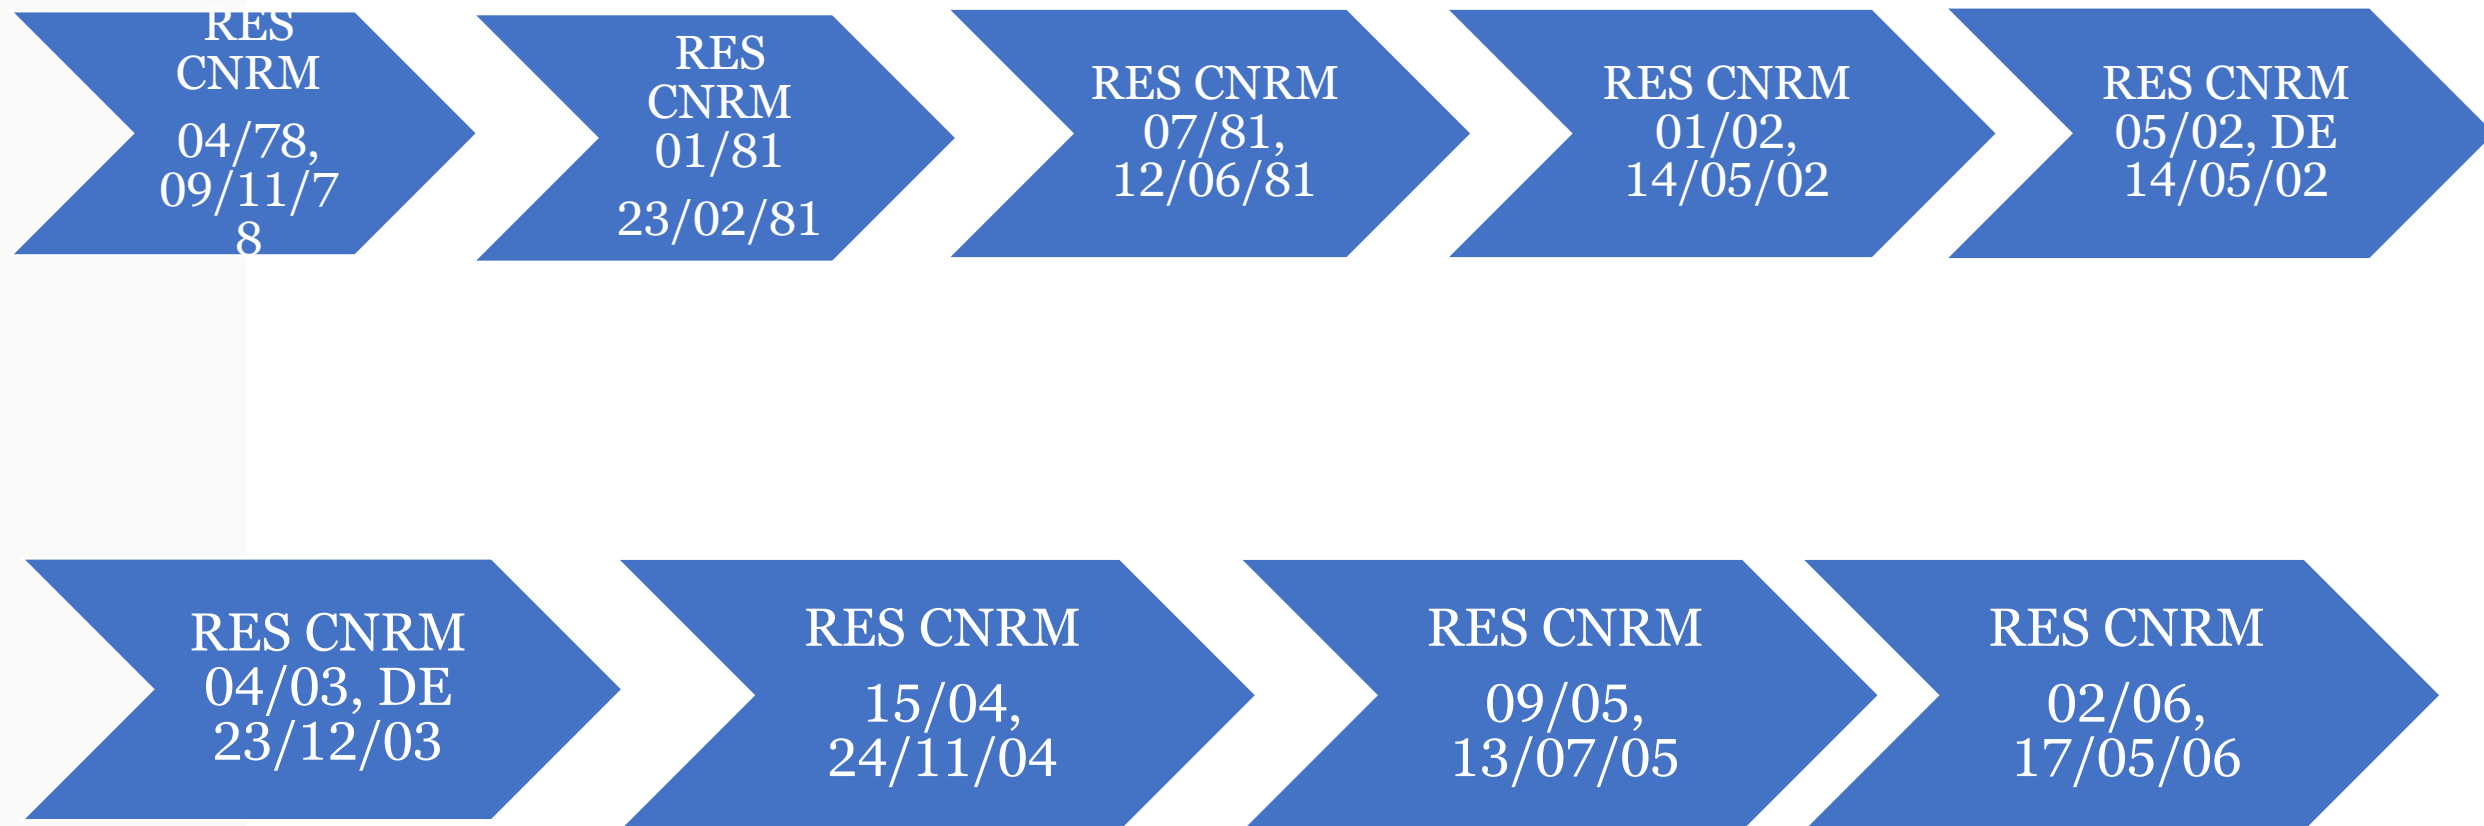 RES
CNRM
04/78,
09/11/7
8
RES
CNRM
01/81
23/02/81
RES CNRM
07/81,
12/06/81
RES CNRM
01/02,
14/05/02
RES CNRM
05/02, DE
14/05/02
RES CNRM
04/03, DE
23/12/03
RES CNRM
15/04,
24/11/04
RES CNRM
09/05,
13/07/05
RES CNRM
02/06,
17/05/06